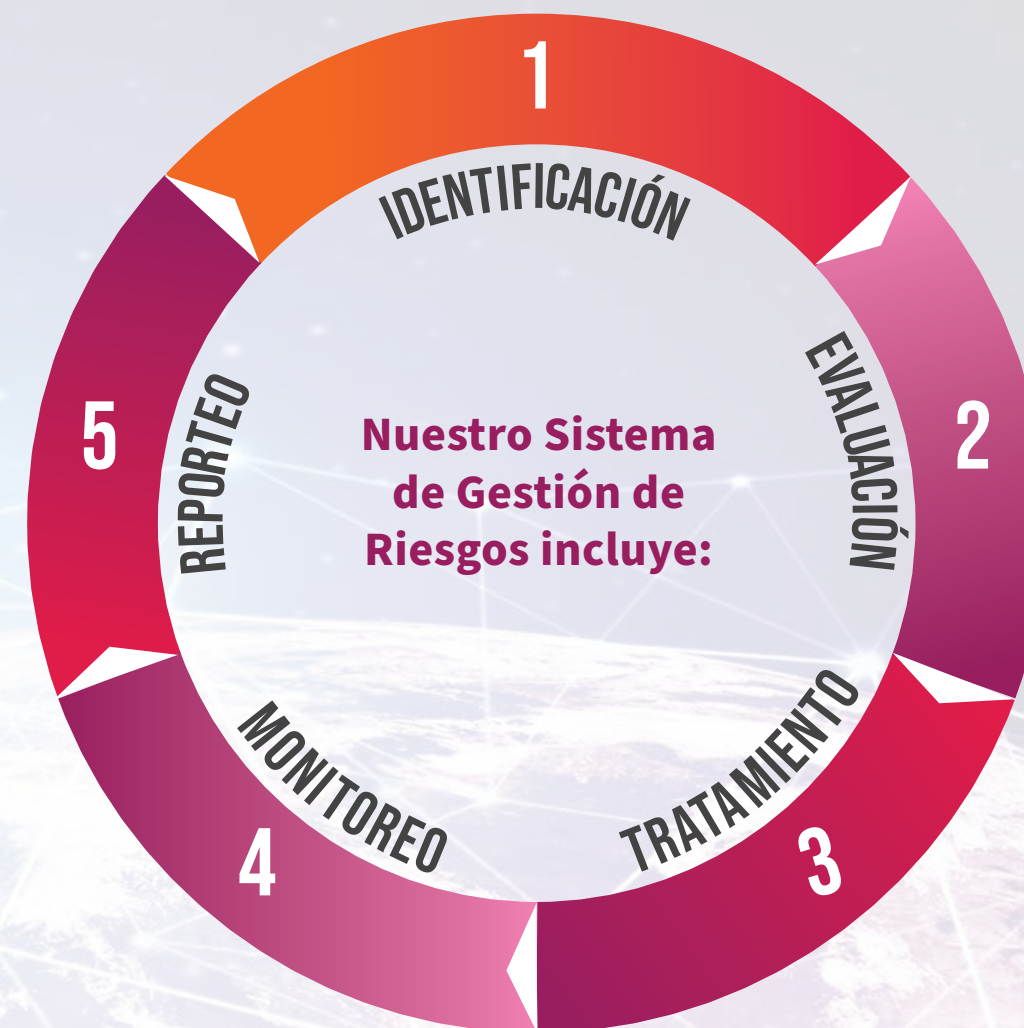 Nuestro Sistema
de Gestión de
Riesgos incluye:
1
IDENTIFICACIÓN
2
EVALUACIÓN
3
TRATAMIENTO
4
MONITOREO
5
REPORTEO